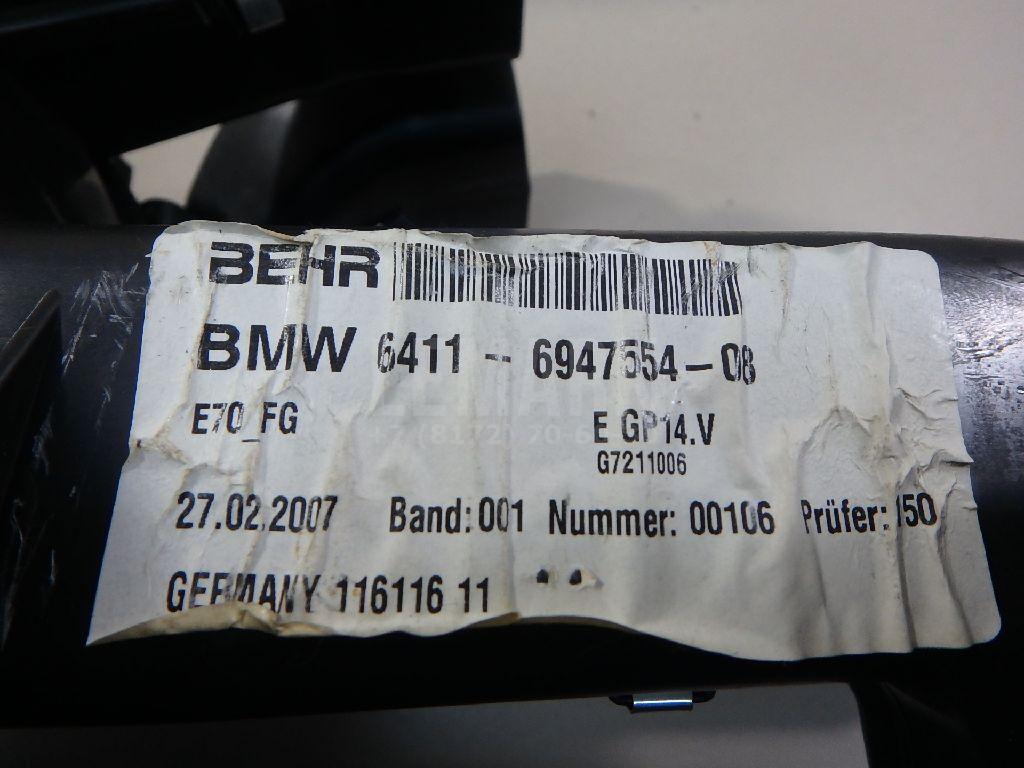 BEHR
BMW 6411 - 6947554-08
E70_FG E GP14.V
G7211006
27.02.2007 Band: 001 Nummer: 00106 Prüfer: 150
GERMANY 116116 11